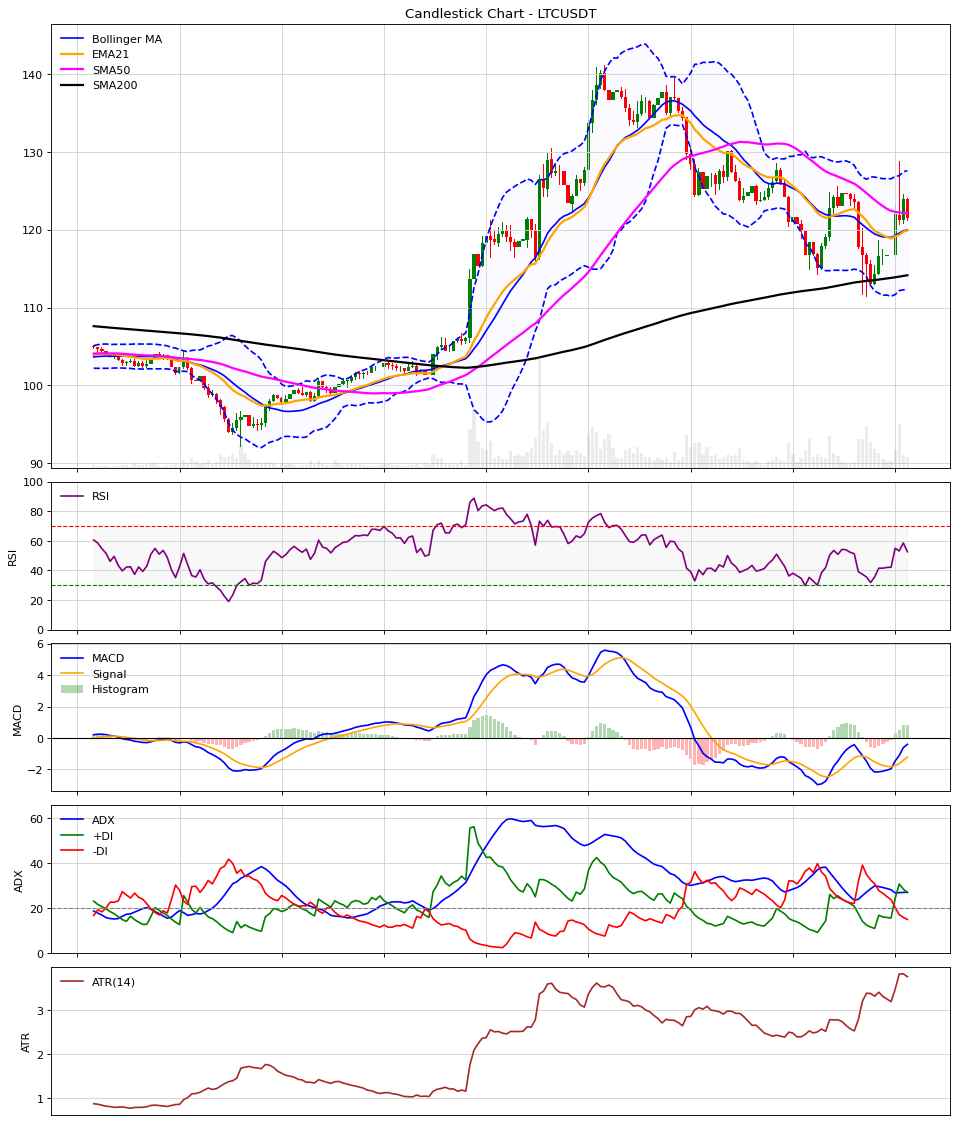 Candlestick Chart - LTCUSDT
Bollinger MA
EMA21
SMA50
SMA200
140
130
120
110
100
90
RSI
RSI
100
80
60
40
20
0
MACD
Signal
Histogram
MACD
6
4
2
0
−2
ADX
+DI
-DI
ADX
60
40
20
0
ATR(14)
ATR
3
2
1